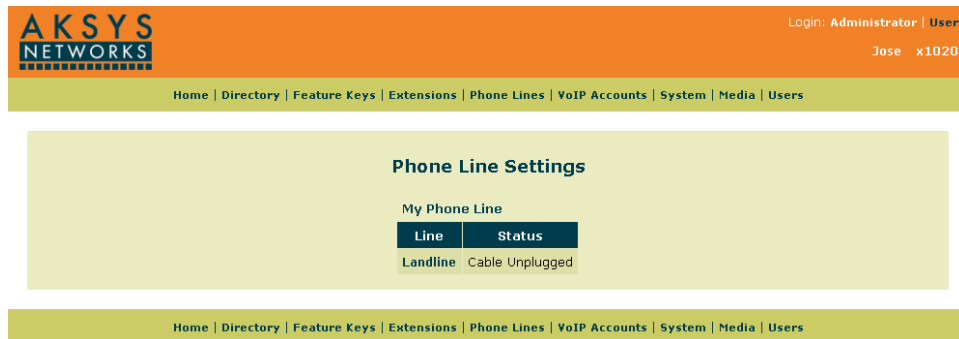 AKSYS
NETWORKS
Login: Administrator | User
Jose x1020
Home | Directory | Feature Keys | Extensions | Phone Lines | VoIP Accounts | System | Media | Users
Phone Line Settings
My Phone Line
Line Status
Landline Cable Unplugged
Home | Directory | Feature Keys | Extensions | Phone Lines | VoIP Accounts | System | Media | Users